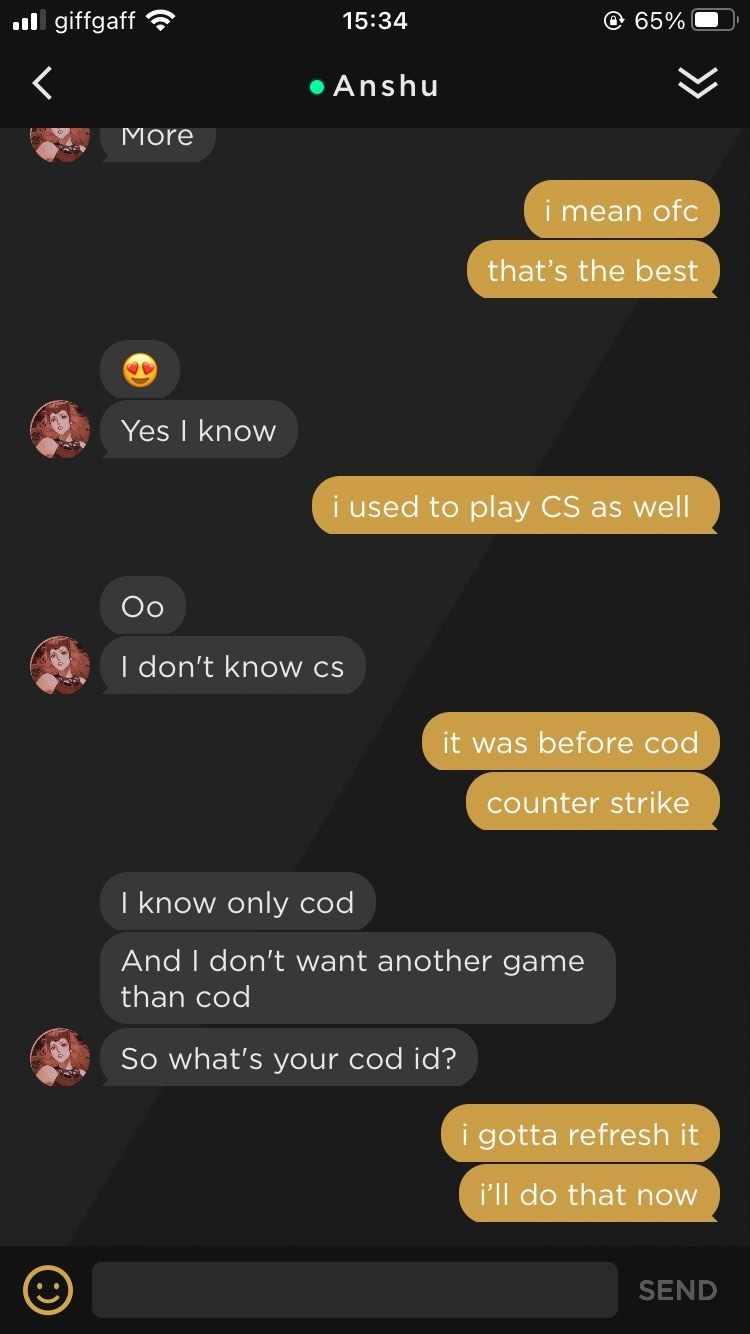 giffgaff 15:34 65%
Anshu
More
i mean ofc
that’s the best
Yes I know
i used to play CS as well
Oo
I don't know cs
it was before cod
counter strike
I know only cod
And I don't want another game
than cod
So what's your cod id?
i gotta refresh it
i’ll do that now
SEND